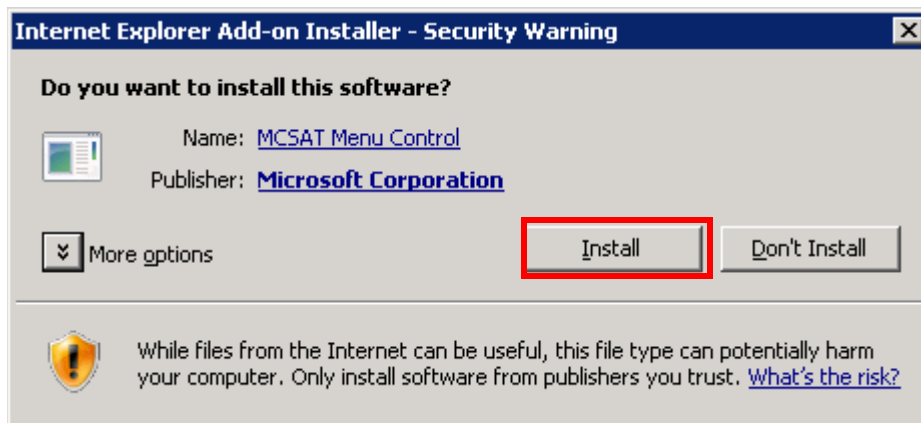 Internet Explorer Add-on Installer - Security Warning
Do you want to install this software?
Name: MCSAT Menu Control
Publisher: Microsoft Corporation
More options
Install
Don't Install
While files from the Internet can be useful, this file type can potentially harm
your computer. Only install software from publishers you trust. What's the risk?